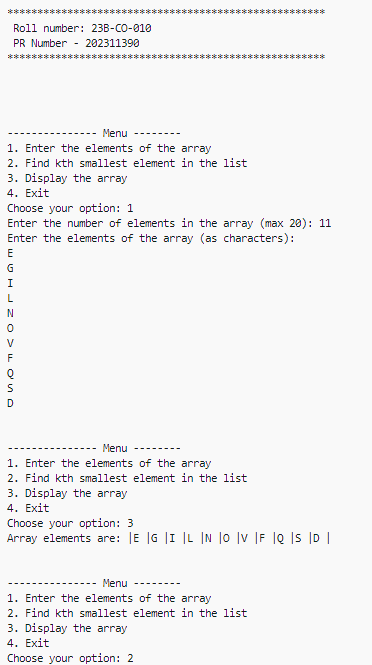 *****************************************************
Roll number: 23B-CO-010
PR Number - 202311390
*****************************************************
--------------- Menu --------
1. Enter the elements of the array
2. Find kth smallest element in the list
3. Display the array
4. Exit
Choose your option: 1
Enter the number of elements in the array (max 20): 11
Enter the elements of the array (as characters):
E
G
I
L
N
O
V
F
Q
S
D
--------------- Menu --------
1. Enter the elements of the array
2. Find kth smallest element in the list
3. Display the array
4. Exit
Choose your option: 3
Array elements are: |E |G |I |L |N |O |V |F |Q |S |D |
--------------- Menu --------
1. Enter the elements of the array
2. Find kth smallest element in the list
3. Display the array
4. Exit
Choose your option: 2